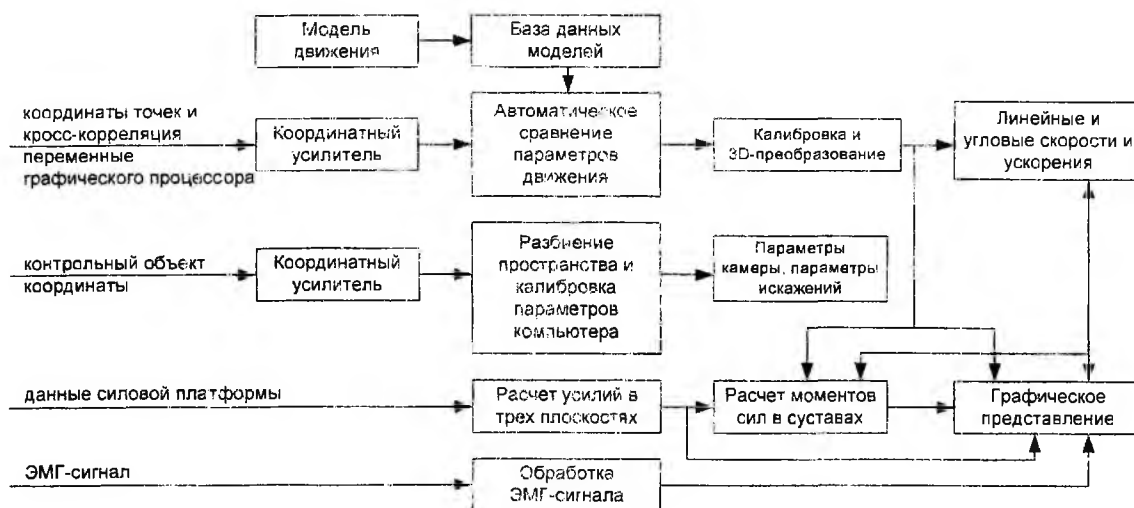 Модель
движения
База данных
моделей
координаты точек и
кросс-корреляция
переменные
графического процессора
Координатный
усилитель
Автоматическое
сравнение
параметров
движения
Калибровка и
3D-преобразование
Линейные и
угловые скорости и
ускорения
контрольный объект
координаты
Координатный
усилитель
Разбиение
пространства и
калибровка
параметров
компьютера
Параметры
камеры, параметры
искажений
данные силовой платформы
Расчет усилий в
трех плоскостях
Расчет моментов
сил в суставах
Графическое
представление
ЭМГ-сигнал
Обработка
ЭМГ-сигнала